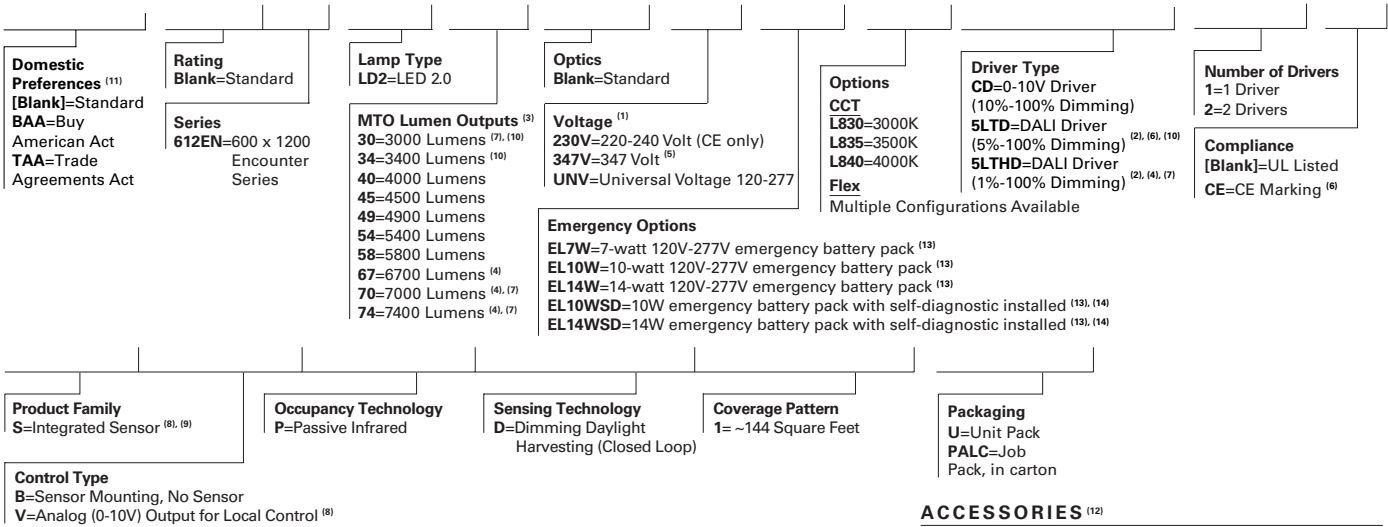 Domestic
Preferences (11)
[Blank]=Standard
BAA=Buy
American Act
TAA=Trade
Agreements Act
Rating
Blank=Standard
Series
612EN=600 x 1200
Encounter
Series
Lamp Type
LD2=LED 2.0
MTO Lumen Outputs (3)
30=3000 Lumens (7), (10)
34=3400 Lumens (10)
40=4000 Lumens
45=4500 Lumens
49=4900 Lumens
54=5400 Lumens
58=5800 Lumens
67=6700 Lumens (4)
70=7000 Lumens (4), (7)
74=7400 Lumens (4), (7)
Optics
Blank=Standard
Voltage (1)
230V=220-240 Volt (CE only)
347V=347 Volt (5)
UNV=Universal Voltage 120-277
Emergency Options
EL7W=7-watt 120V-277V emergency battery pack (13)
EL10W=10-watt 120V-277V emergency battery pack (13)
EL14W=14-watt 120V-277V emergency battery pack (13)
EL10WSD=10W emergency battery pack with self-diagnostic installed (13), (14)
EL14WSD=14W emergency battery pack with self-diagnostic installed (13), (14)
Options
CCT
L830=3000K
L835=3500K
L840=4000K
Flex
Multiple Configurations Available
Driver Type
CD=0-10V Driver
(10%-100% Dimming)
5LTD=DALI Driver
(5%-100% Dimming) (2), (6), (10)
5LTHD=DALI Driver
(1%-100% Dimming) (2), (4), (7)
Number of Drivers
1=1 Driver
2=2 Drivers
Compliance
[Blank]=UL Listed
CE=CE Marking (6)
Product Family
S=Integrated Sensor (8), (9)
Control Type
B=Sensor Mounting, No Sensor
V=Analog (0-10V) Output for Local Control (8)
Occupancy Technology
P=Passive Infrared
Sensing Technology
D=Dimming Daylight
Harvesting (Closed Loop)
Coverage Pattern
1= ~144 Square Feet
Packaging
U=Unit Pack
PALC=Job
Pack, in carton
ACCESSORIES (12)